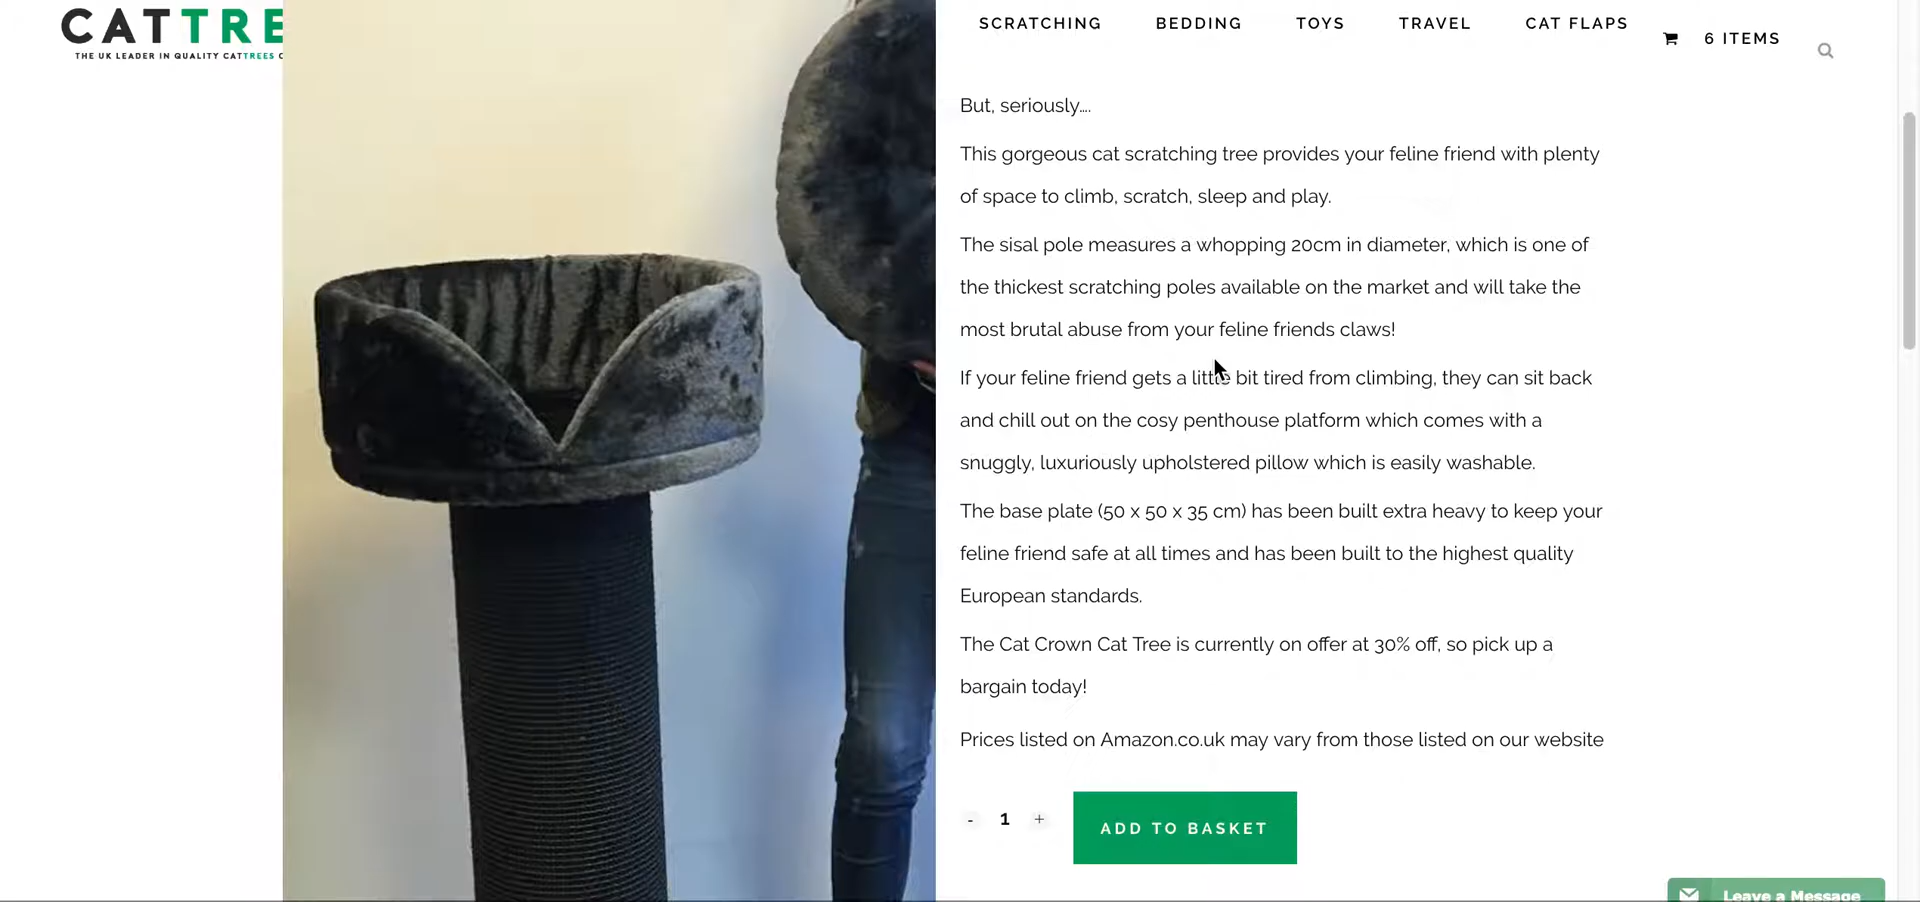 CATTRE
THE UK LEADER IN QUALITY CATTREES
SCRATCHING BEDDING TOYS TRAVEL CAT FLAPS 6 ITEMS
But, seriously....
This gorgeous cat scratching tree provides your feline friend with plenty
of space to climb, scratch, sleep and play.
The sisal pole measures a whopping 20cm in diameter, which is one of
the thickest scratching poles available on the market and will take the
most brutal abuse from your feline friends claws!
If your feline friend gets a little bit tired from climbing, they can sit back
and chill out on the cosy penthouse platform which comes with a
snuggly, luxuriously upholstered pillow which is easily washable.
The base plate (50 x 50 x 35 cm) has been built extra heavy to keep your
feline friend safe at all times and has been built to the highest quality
European standards.
The Cat Crown Cat Tree is currently on offer at 30% off, so pick up a
bargain today!
Prices listed on Amazon.co.uk may vary from those listed on our website
- 1 +
ADD TO BASKET
Leave a Message